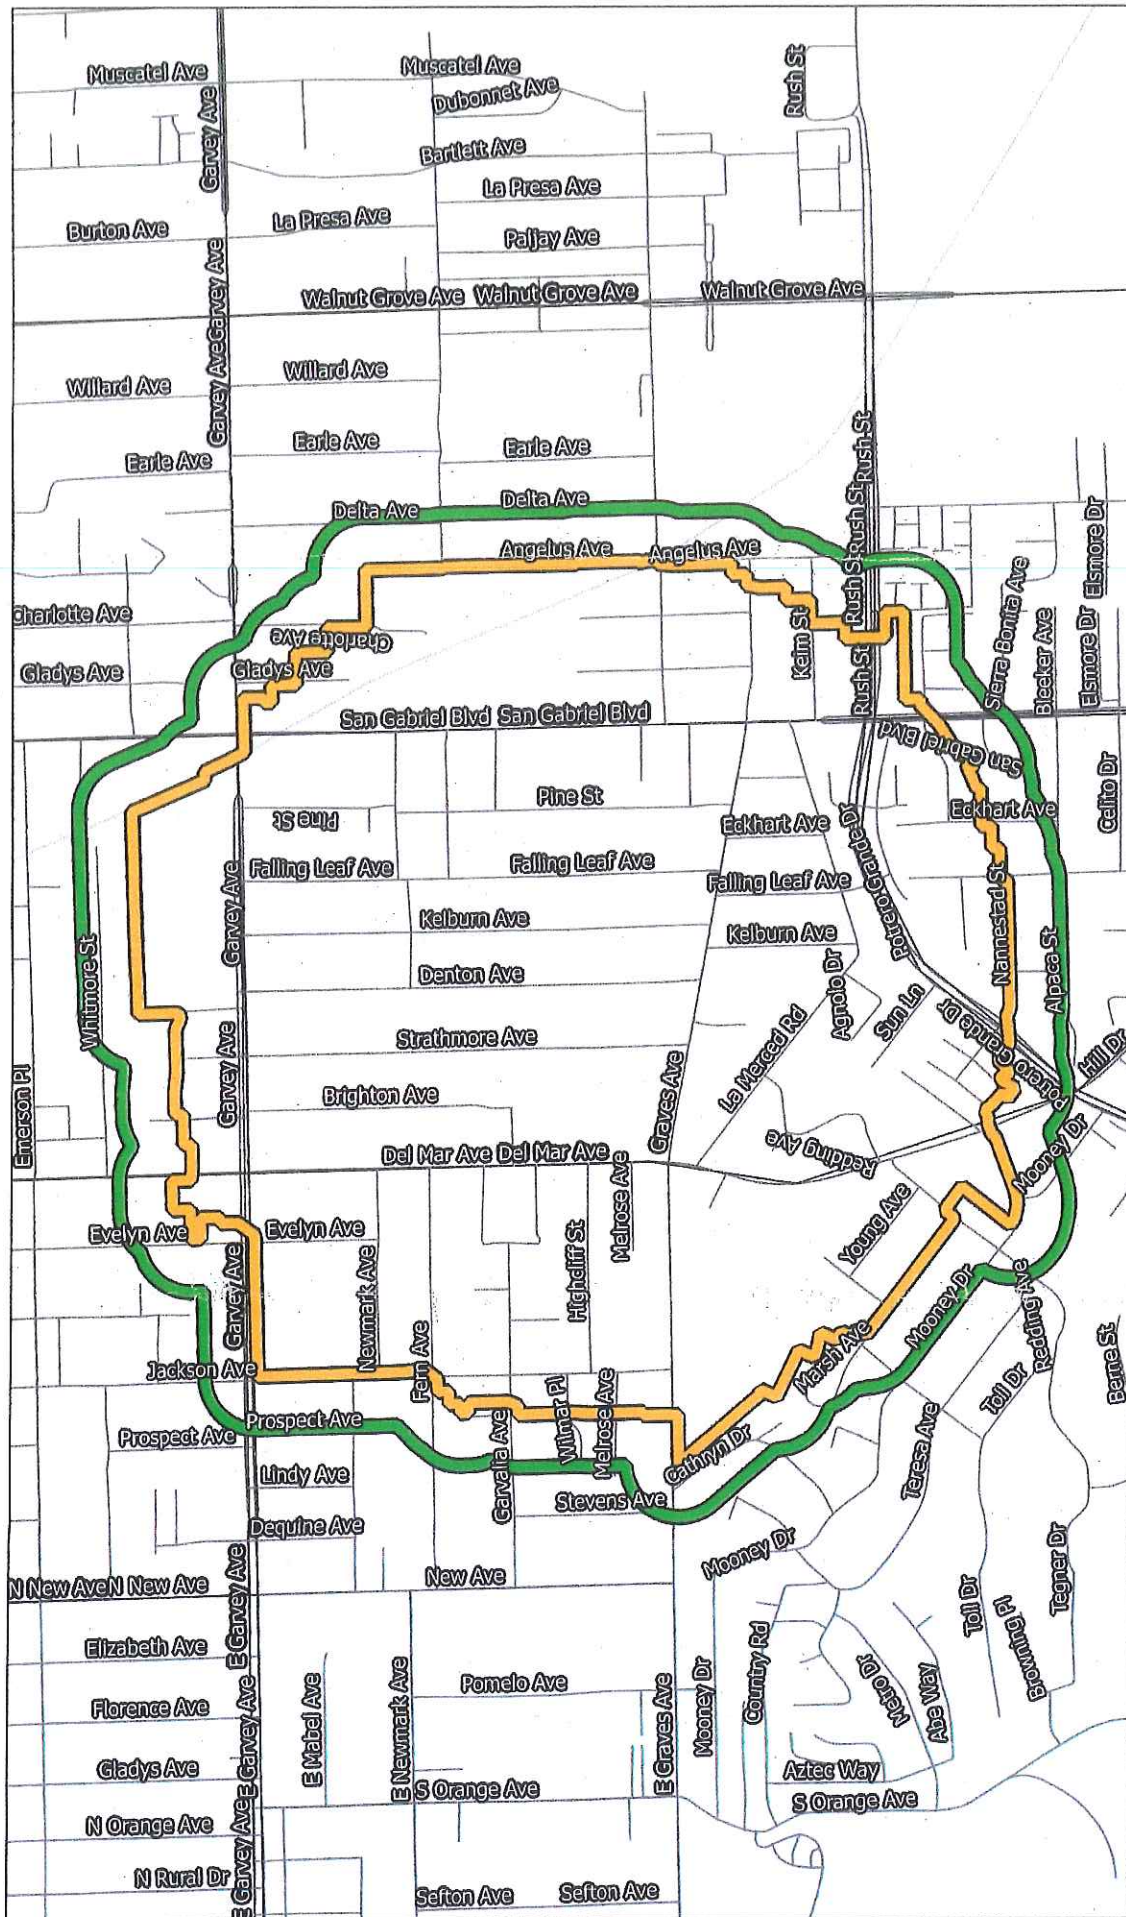 Muscatel Ave
Muscatel Ave
Rush St
Dubonnet Ave
Garvey Ave
Bartlett Ave
La Presa Ave
La Presa Ave
Burton Ave
Paljay Ave
Garvey Ave
Walnut Grove Ave
Walnut Grove Ave
Walnut Grove Ave
Garvey Ave
Willard Ave
Willard Ave
Earle Ave
Earle Ave
Earle Ave
Rush St
Rush St
Delta Ave
Delta Ave
Elsmore Dr
Angelus Ave
Angelus Ave
Rush St
Rush St
Sierra Bonita Ave
Charlotte Ave
Charlotte Ave
Keim St
Bleeker Ave
Elsmore Dr
Gladys Ave
Gladys Ave
Rush St
San Gabriel Blvd
San Gabriel Blvd
San Gabriel Blvd
Pine St
Pine St
Eckhart Ave
Eckhart Ave
Celito Dr
Potrero Grande Dr
Falling Leaf Ave
Falling Leaf Ave
Falling Leaf Ave
Garvey Ave
Kelburn Ave
Kelburn Ave
Nannestad St
Whitmore St
Denton Ave
Agnolo Dr
Sun Ln
Alpaca St
Potrero Grande Dr
Strathmore Ave
Garvey Ave
La Merced Rd
Hill Dr
Emerson Pl
Brighton Ave
Graves Ave
Del Mar Ave
Del Mar Ave
Redding Ave
Mooney Dr
Melrose Ave
Young Ave
Evelyn Ave
Evelyn Ave
Highcliff St
Garvey Ave
Newmark Ave
Mooney Dr
Redding Ave
Jackson Ave
Fern Ave
Marsh Ave
Berne St
Toll Dr
Wilmar Pl
Melrose Ave
Prospect Ave
Prospect Ave
Cathryn Dr
Teresa Ave
Lindy Ave
Garvalia Ave
Stevens Ave
Dequine Ave
Mooney Dr
N New Ave
N New Ave
E Garvey Ave
New Ave
Toll Dr
Browning Pl
Tegner Dr
Elizabeth Ave
Country Rd
Metro Dr
Abe Way
Florence Ave
E Garvey Ave
E Mabel Ave
E Newmark Ave
Pomelo Ave
E Graves Ave
Mooney Dr
Gladys Ave
Aztec Way
S Orange Ave
S Orange Ave
N Orange Ave
E Garvey Ave
N Rural Dr
Sefton Ave
Sefton Ave
E